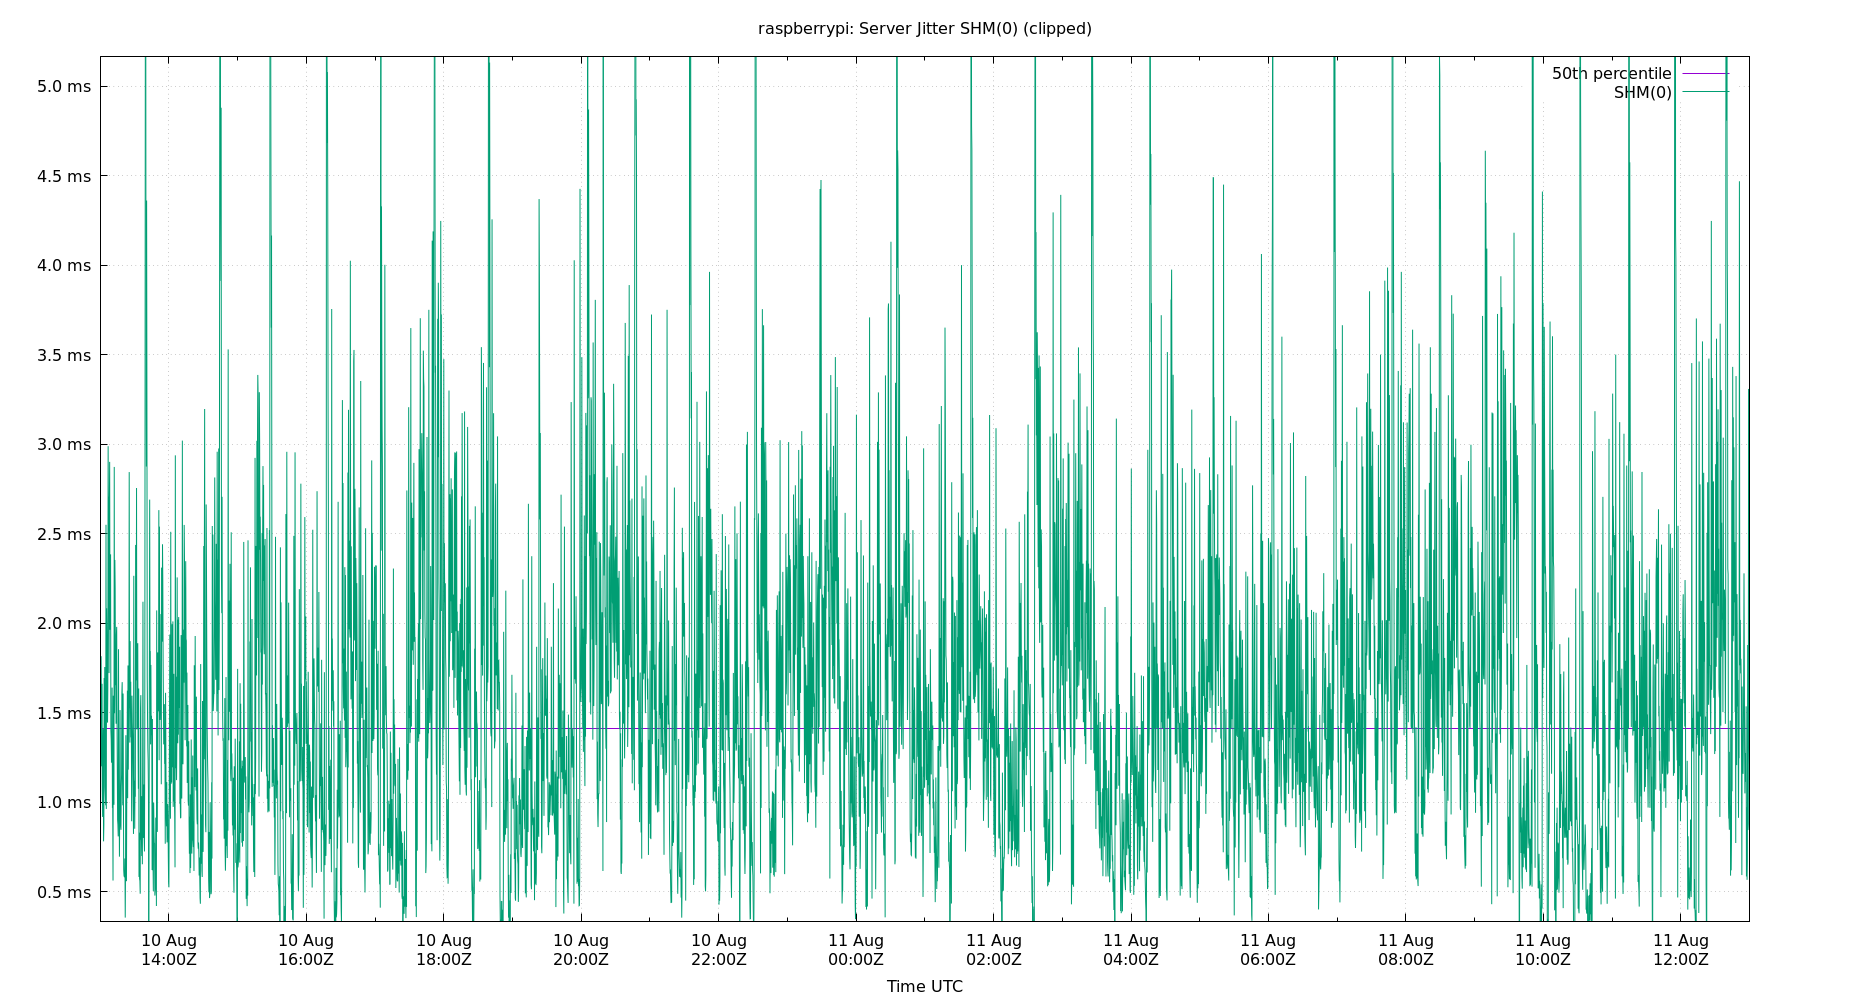 raspberrypi: Server Jitter SHM(0) (clipped)
50th percentile
SHM(0)
5.0 ms
4.5 ms
4.0 ms
3.5 ms
3.0 ms
2.5 ms
2.0 ms
1.5 ms
1.0 ms
0.5 ms
10 Aug 10 Aug 10 Aug 10 Aug 10 Aug 11 Aug 11 Aug 11 Aug 11 Aug 11 Aug 11 Aug 11 Aug
14:00Z 16:00Z 18:00Z 20:00Z 22:00Z 00:00Z 02:00Z 04:00Z 06:00Z 08:00Z 10:00Z 12:00Z
Time UTC